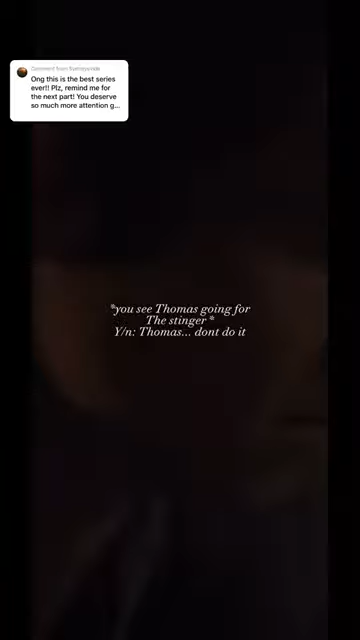 Ong this is the best series
ever!! Plz, remind me for
the next part! You deserve
so much more attention g...
*you see Thomas going for
The stinger *
Y/n: Thomas... dont do it